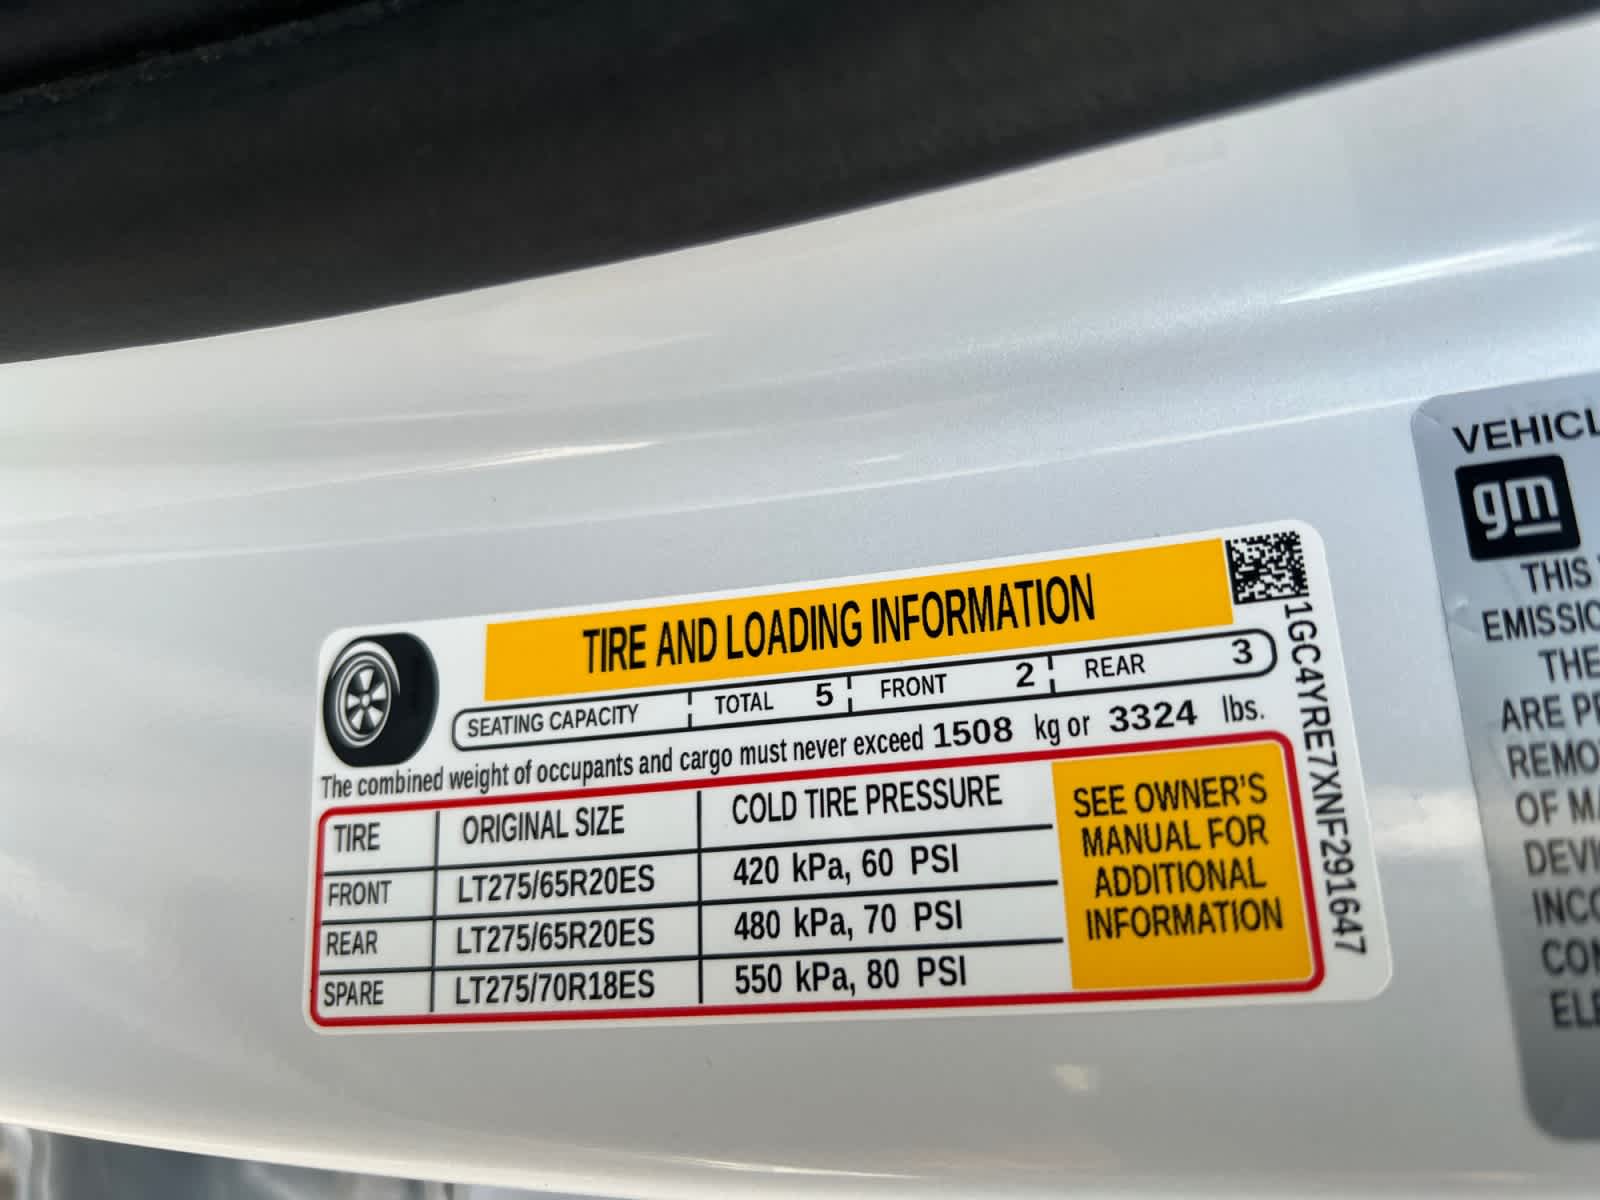 TIRE AND LOADING INFORMATION
SEATING CAPACITY TOTAL 5 FRONT 2 REAR 3
The combined weight of occupants and cargo must never exceed 1508 kg or 3324 lbs.
TIRE ORIGINAL SIZE COLD TIRE PRESSURE
FRONT LT275/65R20ES 420 kPa, 60 PSI
REAR LT275/65R20ES 480 kPa, 70 PSI
SPARE LT275/70R18ES 550 kPa, 80 PSI
SEE OWNER'S
MANUAL FOR
ADDITIONAL
INFORMATION
1GC4YRE7XNF291647
VEHICL
gm
THIS
EMISSIO
THE
ARE PR
REMO
OF MA
DEVI
INCO
CON
ELE